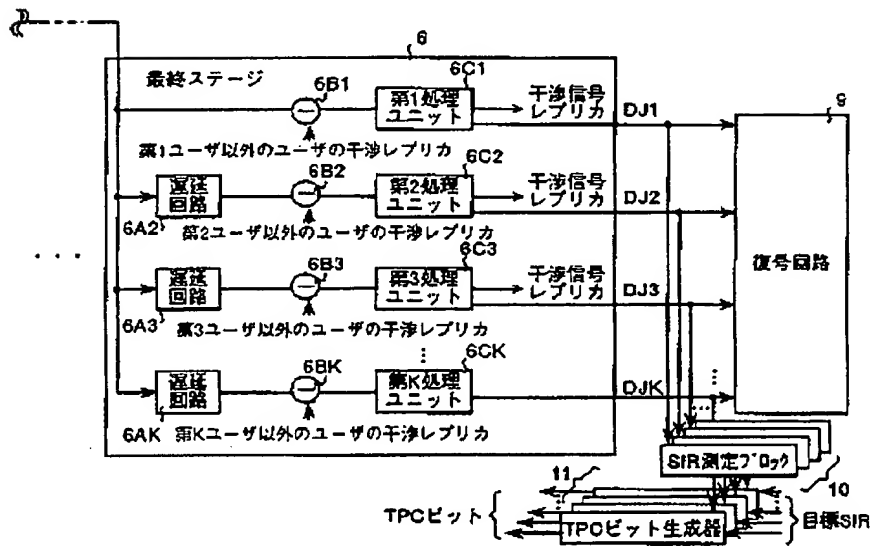 6
最終ステージ
6B1
6C1
第1処理
ユニット
干渉信号
レプリカ
DJ1
9
第1ユーザ以外のユーザの干渉レプリカ
遅延
回路
6A2
6B2
6C2
第2処理
ユニット
干渉信号
レプリカ
DJ2
第2ユーザ以外のユーザの干渉レプリカ
復号回路
遅延
回路
6A3
6B3
6C3
第3処理
ユニット
干渉信号
レプリカ
DJ3
第3ユーザ以外のユーザの干渉レプリカ
遅延
回路
6AK
6BK
6CK
第K処理
ユニット
DJK
第Kユーザ以外のユーザの干渉レプリカ
SIR測定ブロック
10
11
TPCビット
TPCビット生成器
目標SIR